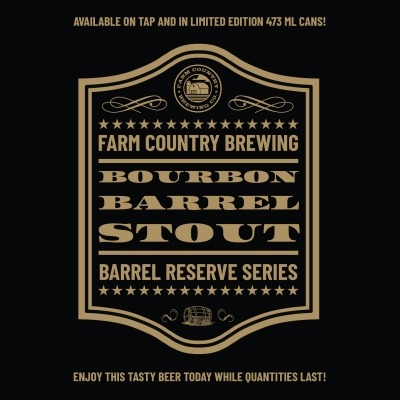 AVAILABLE ON TAP AND IN LIMITED EDITION 473 ML CANS!
FARM COUNTRY
BREWING CO.
FARM COUNTRY BREWING
BOURBON
BARREL
STOUT
BARREL RESERVE SERIES
ENJOY THIS TASTY BEER TODAY WHILE QUANTITIES LAST!